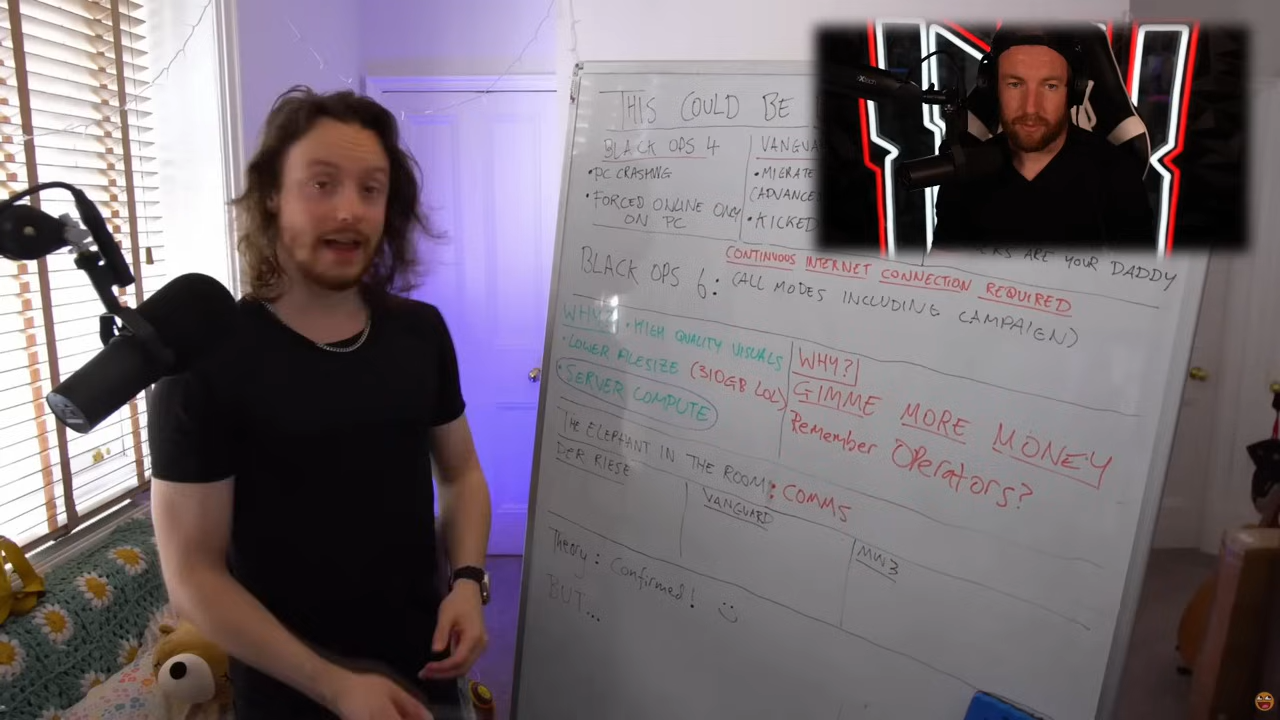 THIS COULD BE
BLACK OPS 4
• PC CRASHING
• FORCED ONLINE ONLY
ON PC
• MIGRATE
• KICKED
ARE YOUR DADDY
BLACK OPS 6:
CONTINUOUS INTERNET CONNECTION REQUIRED
(ALL MODES INCLUDING CAMPAIGN)
WHY? • HIGH QUALITY VISUALS
• LOWER FILESIZE (310GB LOL)
• SERVER COMPUTE
WHY?
GIMME MORE MONEY
Remember Operators?
THE ELEPHANT IN THE ROOM: COMMS
DER RIESE
VANGUARD
MW3
Theory: Confirmed! :)
BUT...